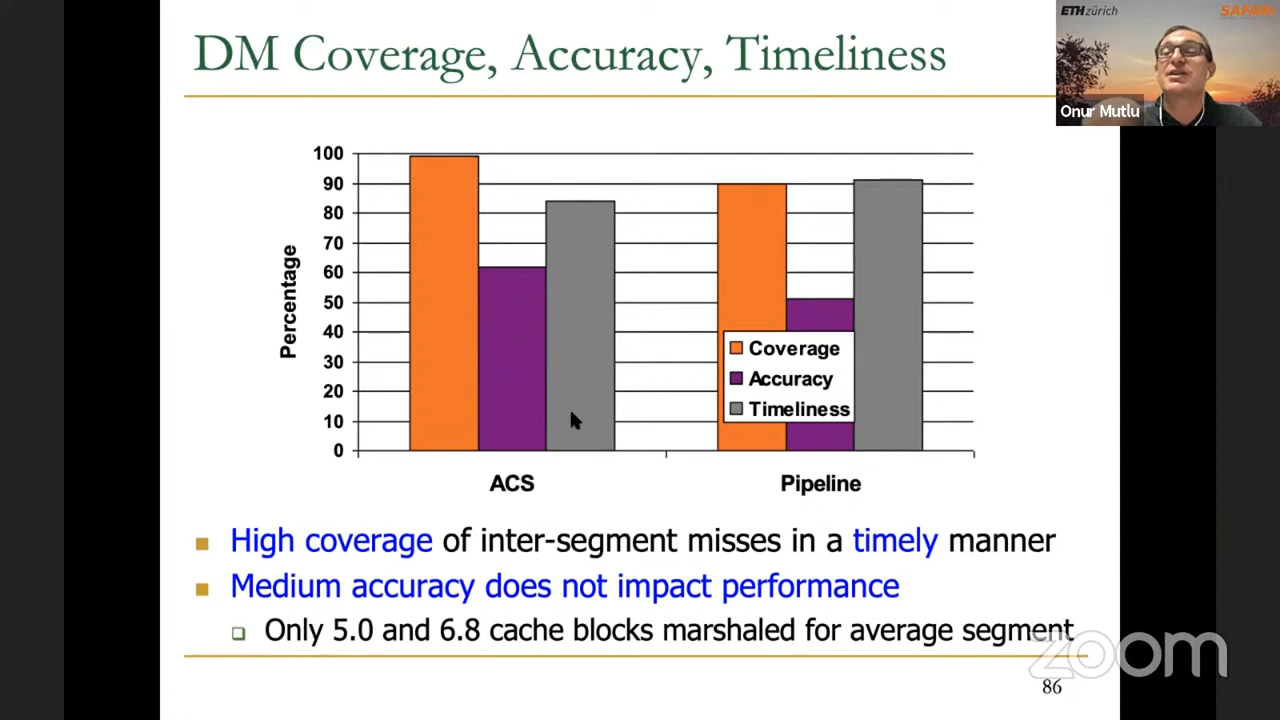 DM Coverage, Accuracy, Timeliness
ETHzürich
SAFARI
Onur Mutlu
100
90
80
70
60
50
40
30
20
10
0
Percentage
Coverage
Accuracy
Timeliness
ACS
Pipeline
High coverage of inter-segment misses in a timely manner
Medium accuracy does not impact performance
Only 5.0 and 6.8 cache blocks marshaled for average segment
zoom
86